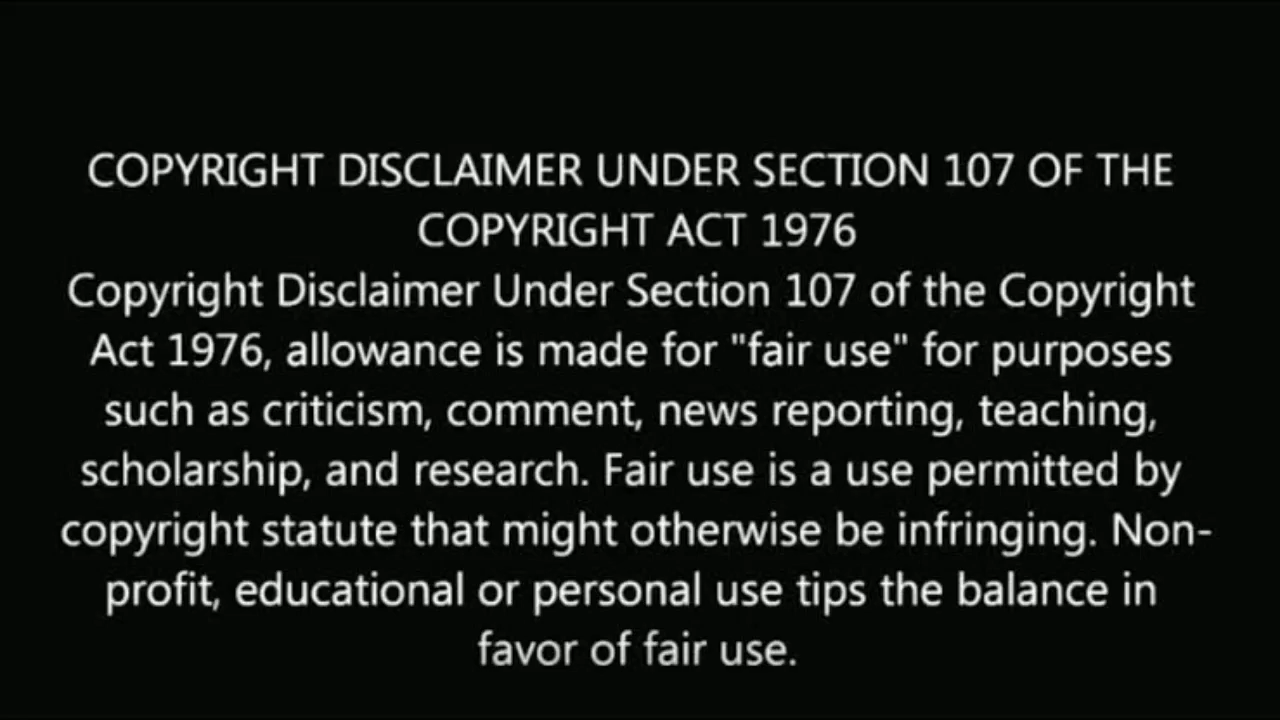 COPYRIGHT DISCLAIMER UNDER SECTION 107 OF THE
COPYRIGHT ACT 1976
Copyright Disclaimer Under Section 107 of the Copyright
Act 1976, allowance is made for "fair use" for purposes
such as criticism, comment, news reporting, teaching,
scholarship, and research. Fair use is a use permitted by
copyright statute that might otherwise be infringing. Non-
profit, educational or personal use tips the balance in
favor of fair use.